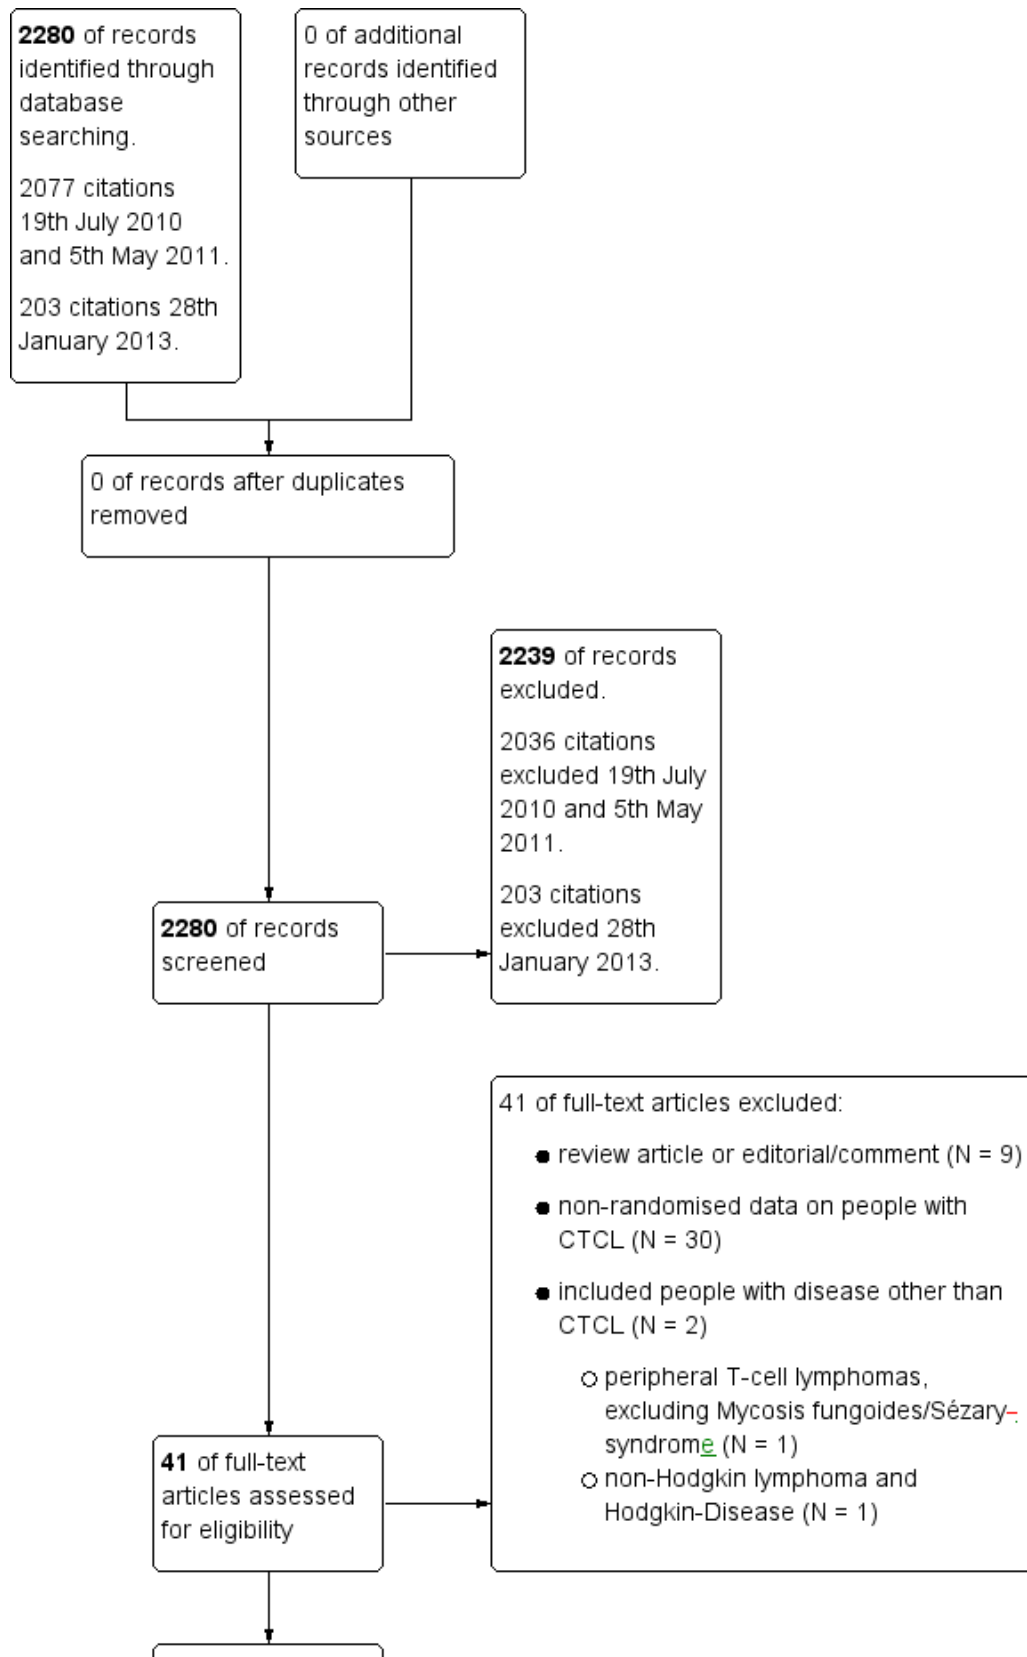 2280 of records
identified through
database
searching.
2077 citations
19th July 2010
and 5th May 2011.
203 citations 28th
January 2013.
0 of additional
records identified
through other
sources
0 of records after duplicates
removed
2239 of records
excluded.
2036 citations
excluded 19th July
2010 and 5th May
2011.
203 citations
excluded 28th
January 2013.
2280 of records
screened
41 of full-text articles excluded:
● review article or editorial/comment (N = 9)
● non-randomised data on people with
CTCL (N = 30)
● included people with disease other than
CTCL (N = 2)
○ peripheral T-cell lymphomas,
excluding Mycosis fungoides/Sézary-
syndrome (N = 1)
○ non-Hodgkin lymphoma and
Hodgkin-Disease (N = 1)
41 of full-text
articles assessed
for eligibility